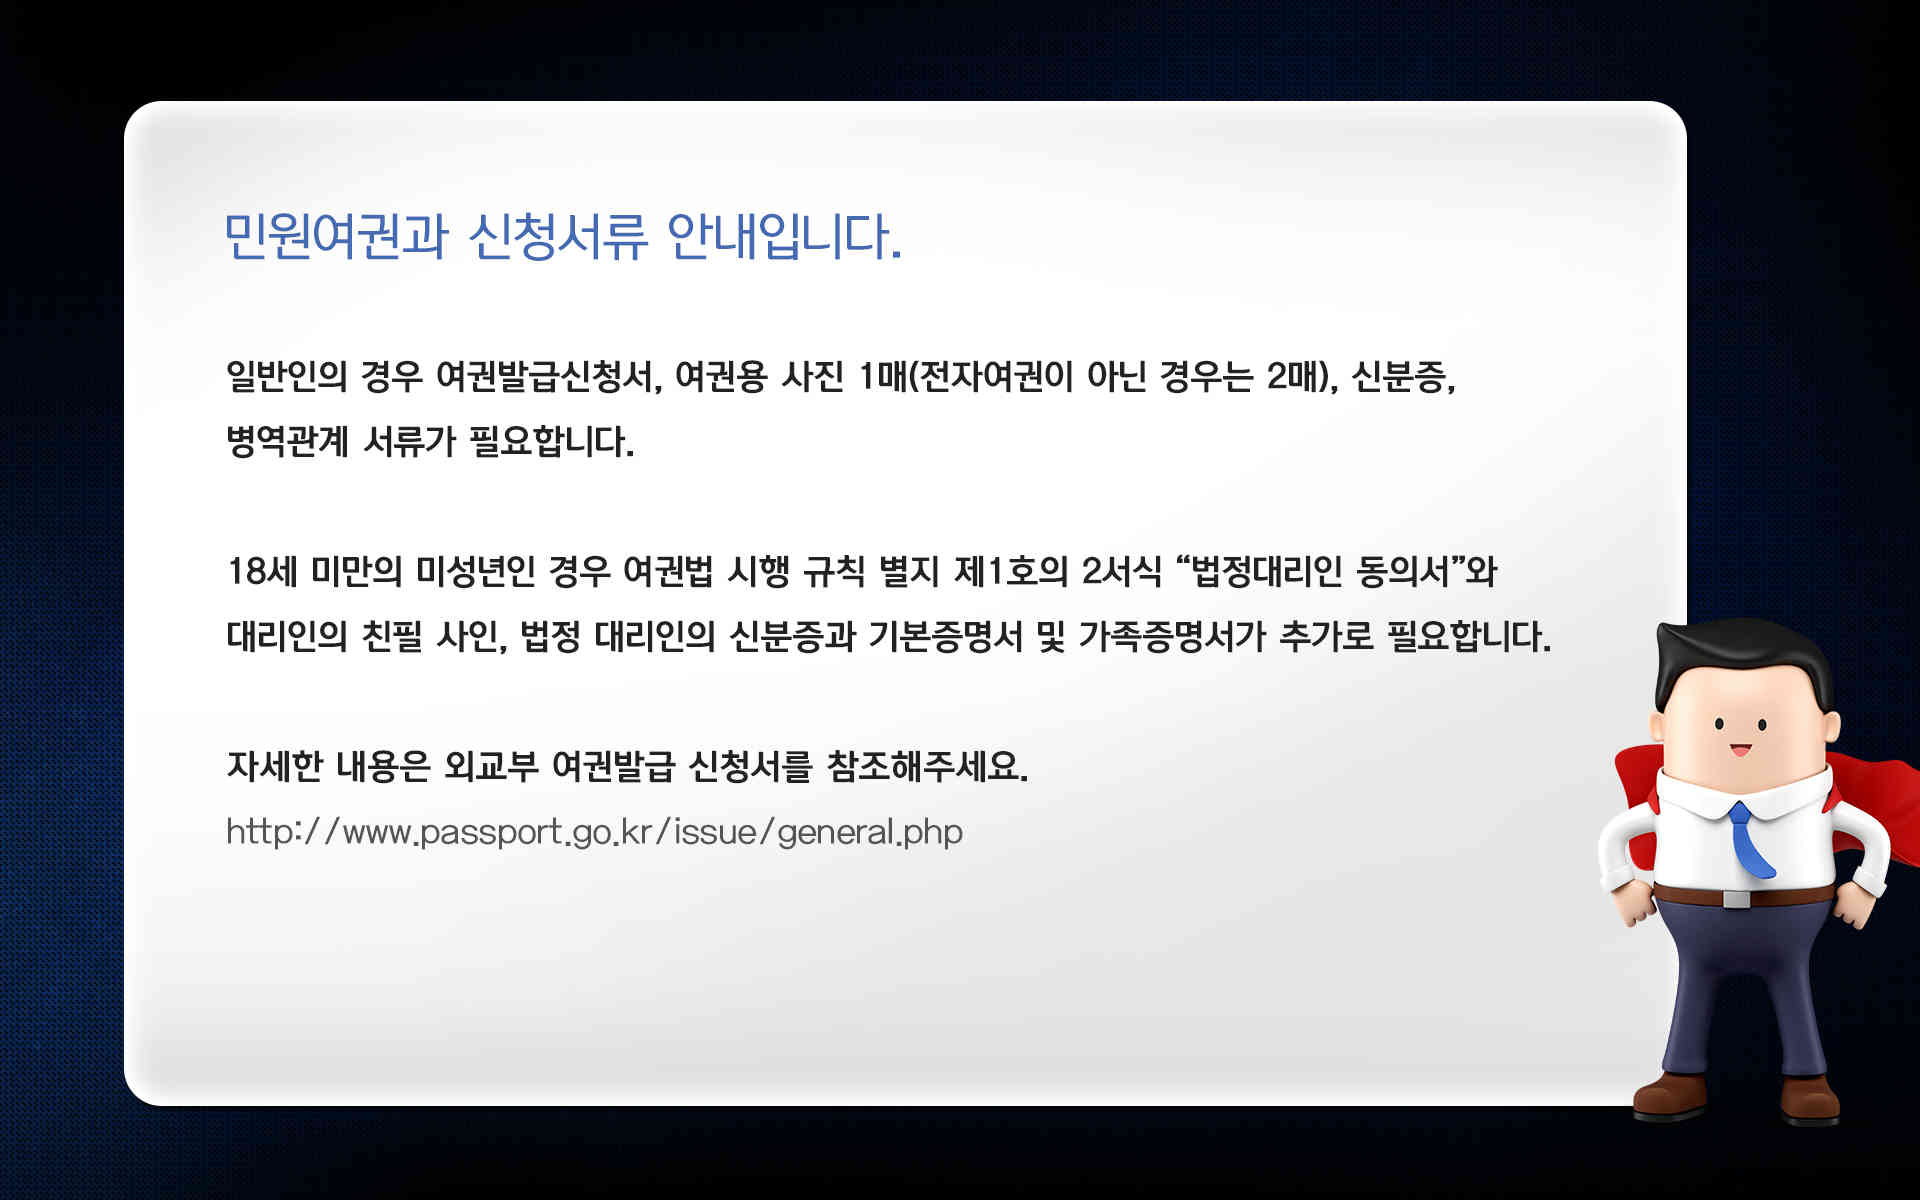 민원여권과 신청서류 안내입니다.
일반인의 경우 여권발급신청서, 여권용 사진 1매(전자여권이 아닌 경우는 2매), 신분증,
병역관계 서류가 필요합니다.
18세 미만의 미성년인 경우 여권법 시행 규칙 별지 제1호의 2서식 “법정대리인 동의서”와
대리인의 친필 사인, 법정 대리인의 신분증과 기본증명서 및 가족증명서가 추가로 필요합니다.
자세한 내용은 외교부 여권발급 신청서를 참조해주세요.
http://www.passport.go.kr/issue/general.php